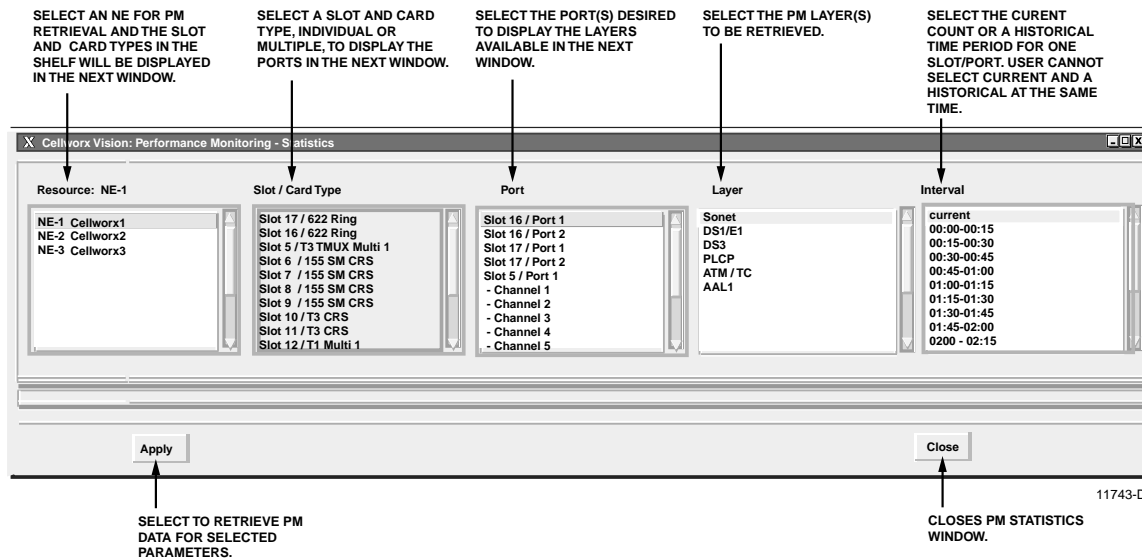 SELECT AN NE FOR PM
RETRIEVAL AND THE SLOT
AND CARD TYPES IN THE
SHELF WILL BE DISPLAYED
IN THE NEXT WINDOW.
SELECT A SLOT AND CARD
TYPE, INDIVIDUAL OR
MULTIPLE, TO DISPLAY THE
PORTS IN THE NEXT WINDOW.
SELECT THE PORT(S) DESIRED
TO DISPLAY THE LAYERS
AVAILABLE IN THE NEXT
WINDOW.
SELECT THE PM LAYER(S)
TO BE RETRIEVED.
SELECT THE CURENT
COUNT OR A HISTORICAL
TIME PERIOD FOR ONE
SLOT/PORT. USER CANNOT
SELECT CURRENT AND A
HISTORICAL AT THE SAME
TIME.
X Cellworx Vision: Performance Monitoring - Statistics
Resource: NE-1
NE-1 Cellworx1
NE-2 Cellworx2
NE-3 Cellworx3
Slot / Card Type
Slot 17 / 622 Ring
Slot 16 / 622 Ring
Slot 5 / T3 TMUX Multi 1
Slot 6 / 155 SM CRS
Slot 7 / 155 SM CRS
Slot 8 / 155 SM CRS
Slot 9 / 155 SM CRS
Slot 10 / T3 CRS
Slot 11 / T3 CRS
Slot 12 / T1 Multi 1
Port
Slot 16 / Port 1
Slot 16 / Port 2
Slot 17 / Port 1
Slot 17 / Port 2
Slot 5 / Port 1
- Channel 1
- Channel 2
- Channel 3
- Channel 4
- Channel 5
Layer
Sonet
DS1/E1
DS3
PLCP
ATM / TC
AAL1
Interval
current
00:00-00:15
00:15-00:30
00:30-00:45
00:45-01:00
01:00-01:15
01:15-01:30
01:30-01:45
01:45-02:00
0200 - 02:15
Apply
Close
11743-D
SELECT TO RETRIEVE PM
DATA FOR SELECTED
PARAMETERS.
CLOSES PM STATISTICS
WINDOW.